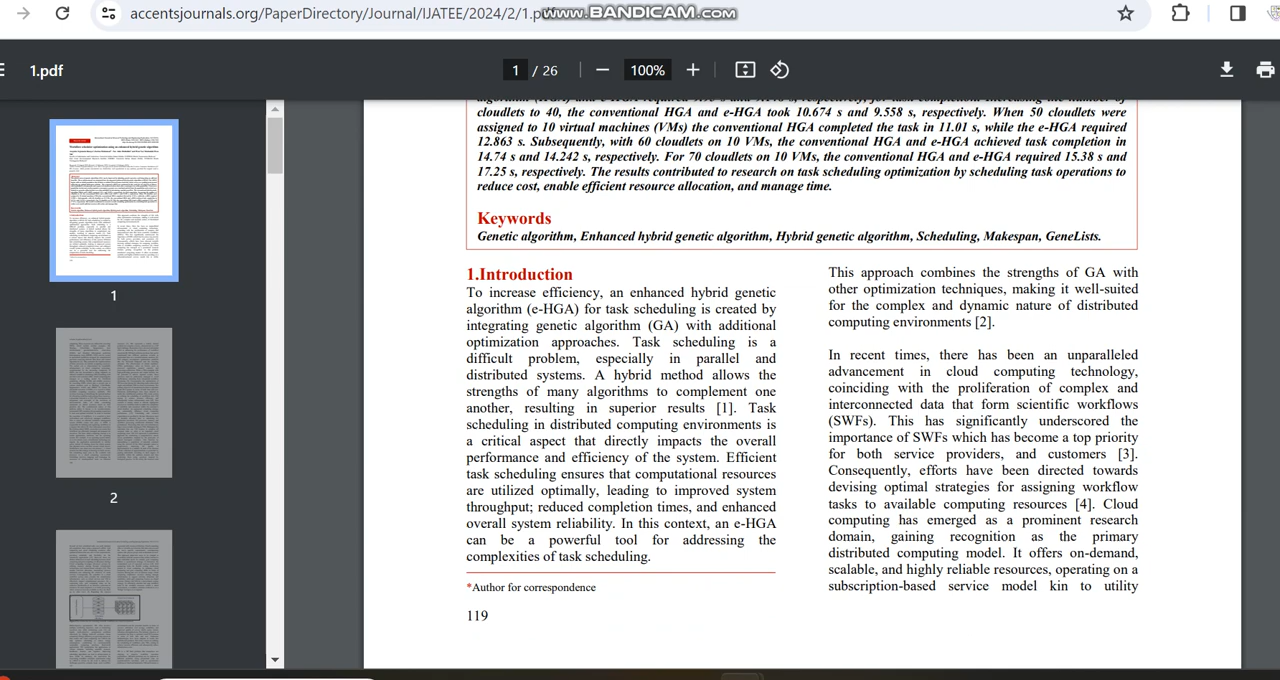 accentsjournals.org/PaperDirectory/Journal/IJATEE/2024/2/1.pdf
www.BANDICAM.com
1.pdf
1 / 26
100%
cloudlets to 40, the conventional HGA and e-HGA took 10.674 s and 9.558 s, respectively. When 50 cloudlets were
assigned to 10 virtual machines (VMs) the conventional HGA completed the task in 11.01 s, while the e-HGA required
12.806 s. Subsequently, with 60 cloudlets on 10 VMs, the conventional HGA and e-HGA achieved task completion in
14.74 s and 14.22 s, respectively. For 70 cloudlets on 10 VMs, the conventional HGA and e-HGA required 15.38 s and
17.25 s, respectively. The results attested to research on task scheduling optimization by scheduling task operations to
reduce makespan, efficient resource allocation, and manage time.
Keywords
Genetic Enhanced hybrid genetic algorithm, Hybrid genetic algorithm, Scheduling, Makespan, GeneLists.
1.Introduction
To increase efficiency, an enhanced hybrid genetic
algorithm (e-HGA) for task scheduling is created by
integrating genetic algorithm (GA) with additional
optimization approaches. Task scheduling is a
difficult problem, especially in parallel and
distributed systems. A hybrid method allows the
strengths of many algorithms to complement one
another, resulting in superior results [1]. Task
scheduling in distributed computing environments is
a critical aspect that directly impacts the overall
performance and efficiency of the system. Efficient
task scheduling ensures that computational resources
are utilized optimally, leading to improved system
throughput; reduced completion times, and enhanced
overall system reliability. In this context, an e-HGA
can be a powerful tool for addressing the
complexities of task scheduling.
*Author for correspondence
119
This approach combines the strengths of GA with
other optimization techniques, making it well-suited
for the complex and dynamic nature of distributed
computing environments [2].
In recent times, there has been an unparalleled
advancement in cloud computing technology,
coinciding with the proliferation of complex and
interconnected data that form scientific workflows
(SWFs). This has significantly underscored the
importance of SWFs which has become a top priority
for both service providers, and customers [3].
Consequently, efforts have been directed towards
devising optimal strategies for assigning workflow
tasks to available computing resources [4]. Cloud
computing has emerged as a prominent research
domain, gaining recognition as the primary
distributed computing model. It offers on-demand,
scalable, and highly reliable resources, operating on a
subscription-based service model kin to utility
1
2